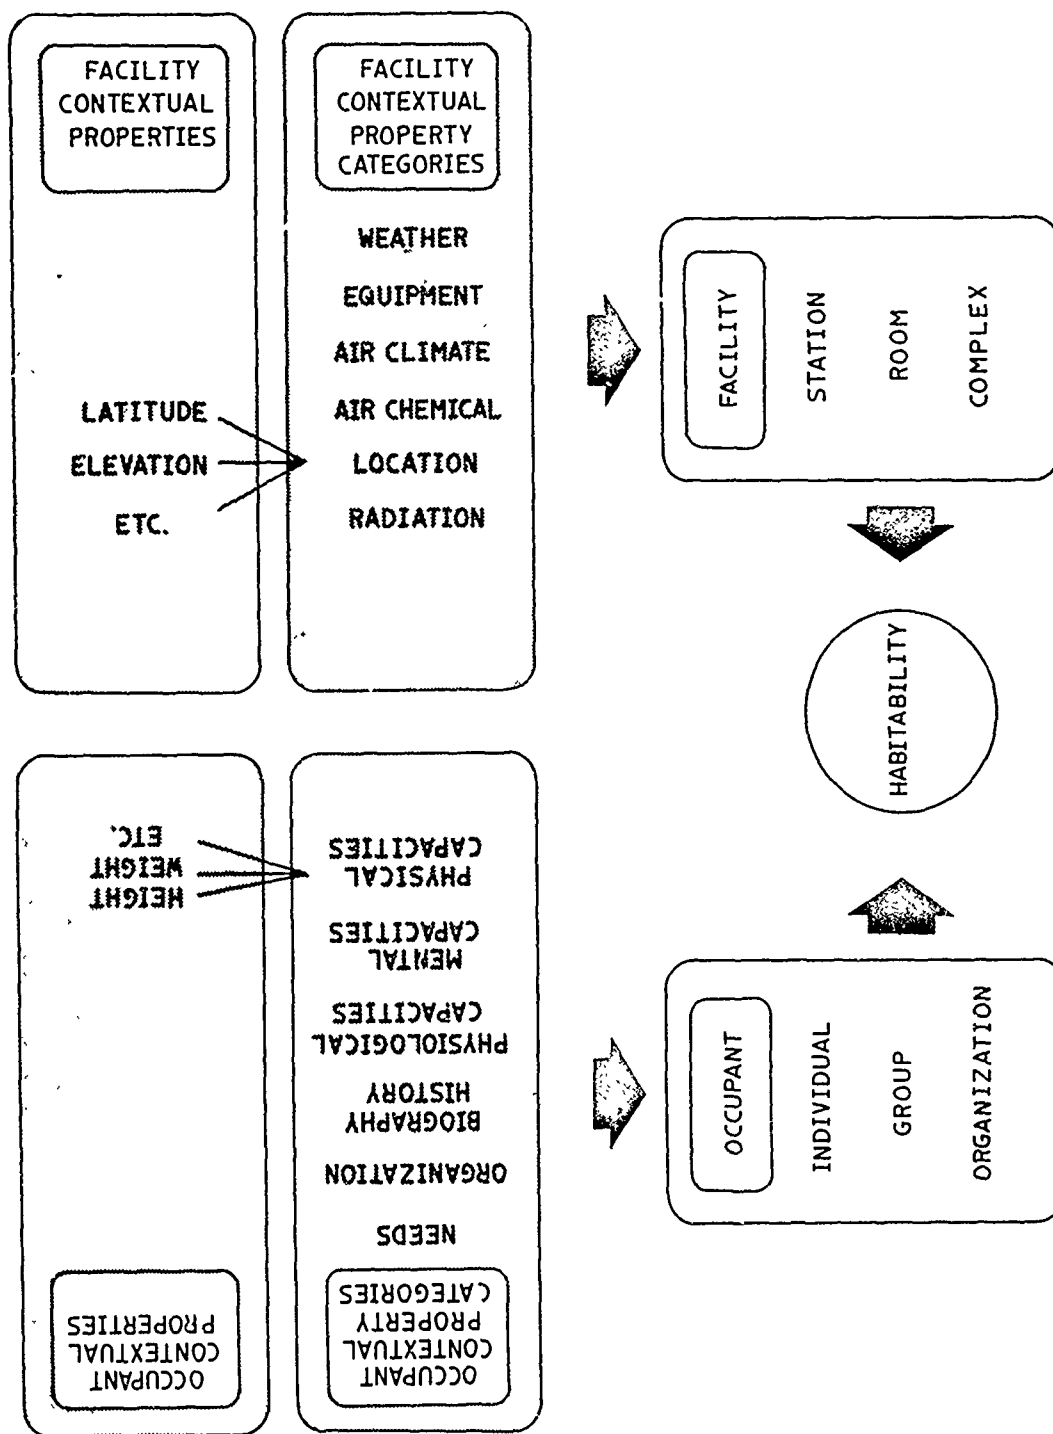 FACILITY
CONTEXTUAL
PROPERTIES
LATITUDE
ELEVATION
ETC.
FACILITY
CONTEXTUAL
PROPERTY
CATEGORIES
WEATHER
EQUIPMENT
AIR CLIMATE
AIR CHEMICAL
LOCATION
RADIATION
FACILITY
STATION
ROOM
COMPLEX
HABITABILITY
OCCUPANT
CONTEXTUAL
PROPERTIES
HEIGHT
WEIGHT
ETC.
OCCUPANT
CONTEXTUAL
PROPERTY
CATEGORIES
NEEDS
ORGANIZATION
BIOGRAPHY
HISTORY
PHYSIOLOGICAL
CAPACITIES
MENTAL
CAPACITIES
PHYSICAL
CAPACITIES
OCCUPANT
INDIVIDUAL
GROUP
ORGANIZATION